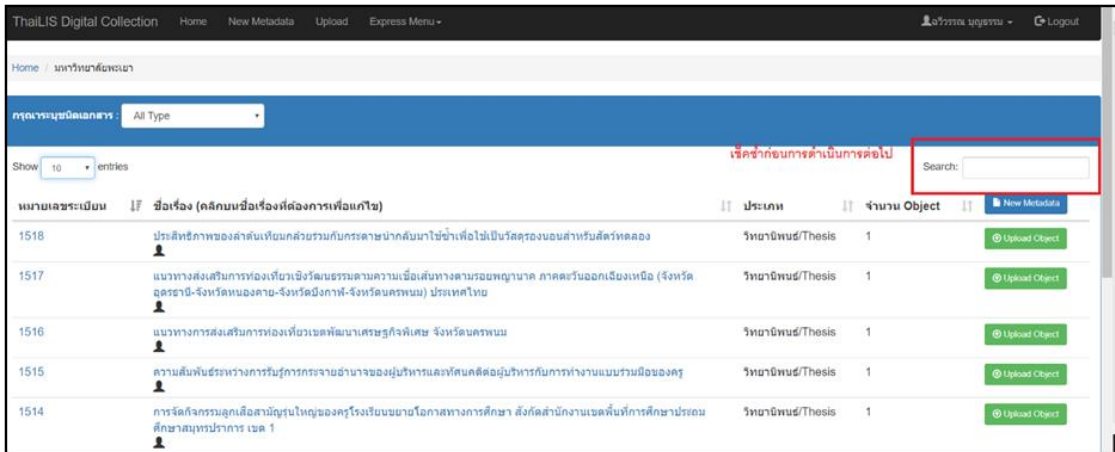 ThaiLIS Digital Collection Home New Metadata Upload Express Menu อวิวรรณ บุญธรรม Logout
Home / มหาวิทาลัยพะเยา
กรุณาระบุชนิดเอกสาร : All Type
เช็คซ้ำก่อนการดำเนินการต่อไป
Show 10 entries Search:
หมายเลขระเบียน ชื่อเรื่อง (คลิกบนชื่อเรื่องที่ต้องการเพื่อแก้ไข) ประเภท จำนวน Object New Metadata
1518 ประสิทธิภาพของลำต้นเทียมกล้วยร่วมกับกระดาษนำกลับมาใช้ซ้ำเพื่อใช้เป็นวัสดุรองนอนสำหรับสัตว์ทดลอง วิทยานิพนธ์/Thesis 1 Upload Object
1517 แนวทางส่งเสริมการท่องเที่ยวเชิงวัฒนธรรมตามความเชื่อเส้นทางตามรอยพญานาค ภาคตะวันออกเฉียงเหนือ (จังหวัด วิทยานิพนธ์/Thesis 1 Upload Object
อุดรธานี-จังหวัดหนองคาย-จังหวัดบึงกาฬ-จังหวัดนครพนม) ประเทศไทย
1516 แนวทางการส่งเสริมการท่องเที่ยวเขตพัฒนาเศรษฐกิจพิเศษ จังหวัดนครพนม วิทยานิพนธ์/Thesis 1 Upload Object
1515 ความสัมพันธ์ระหว่างการรับรู้การกระจายอำนาจของผู้บริหารและทัศนคติต่อผู้บริหารกับการทำงานแบบร่วมมือของครู วิทยานิพนธ์/Thesis 1 Upload Object
1514 การจัดกิจกรรมลูกเสือสามัญรุ่นใหญ่ของครูโรงเรียนขยายโอกาสทางการศึกษา สังกัดสำนักงานเขตพื้นที่การศึกษาประถม วิทยานิพนธ์/Thesis 1 Upload Object
ศึกษาสมุทรปราการ เขต 1